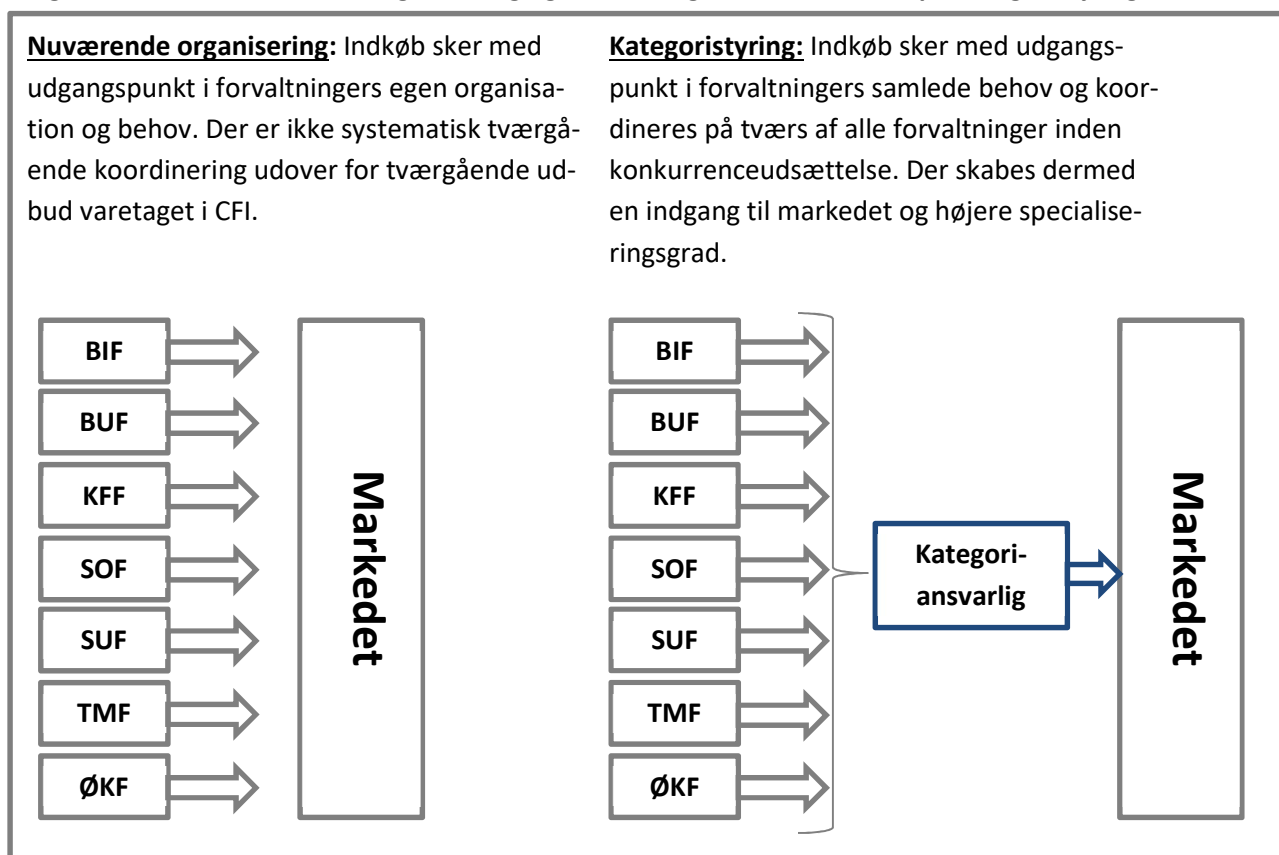 Nuværende organisering: Indkøb sker med
udgangspunkt i forvaltningers egen organisa-
tion og behov. Der er ikke systematisk tværgå-
ende koordinering udover for tværgående ud-
bud varetaget i CFI.
Kategoristyring: Indkøb sker med udgangs-
punkt i forvaltningers samlede behov og koor-
dineres på tværs af alle forvaltninger inden
konkurrenceudsættelse. Der skabes dermed
en indgang til markedet og højere specialise-
ringsgrad.
BIF
BUF
KFF
SOF
SUF
TMF
ØKF
Markedet
BIF
BUF
KFF
SOF
SUF
TMF
ØKF
Kategori-
ansvarlig
Markedet